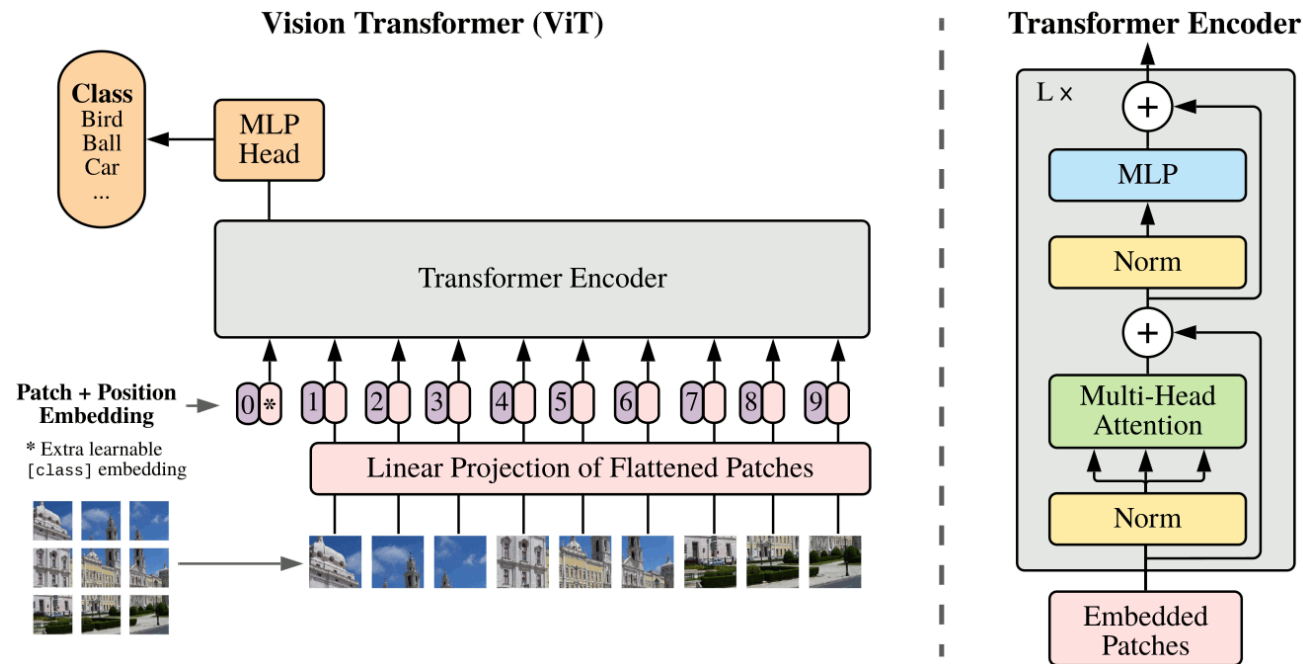 Vision Transformer (ViT)
Class
Bird
Ball
Car
...
MLP
Head
Transformer Encoder
Patch + Position
Embedding
0 * 1 2 3 4 5 6 7 8 9
* Extra learnable
[class] embedding
Linear Projection of Flattened Patches
Transformer Encoder
L ×
+
MLP
Norm
+
Multi-Head
Attention
Norm
Embedded
Patches